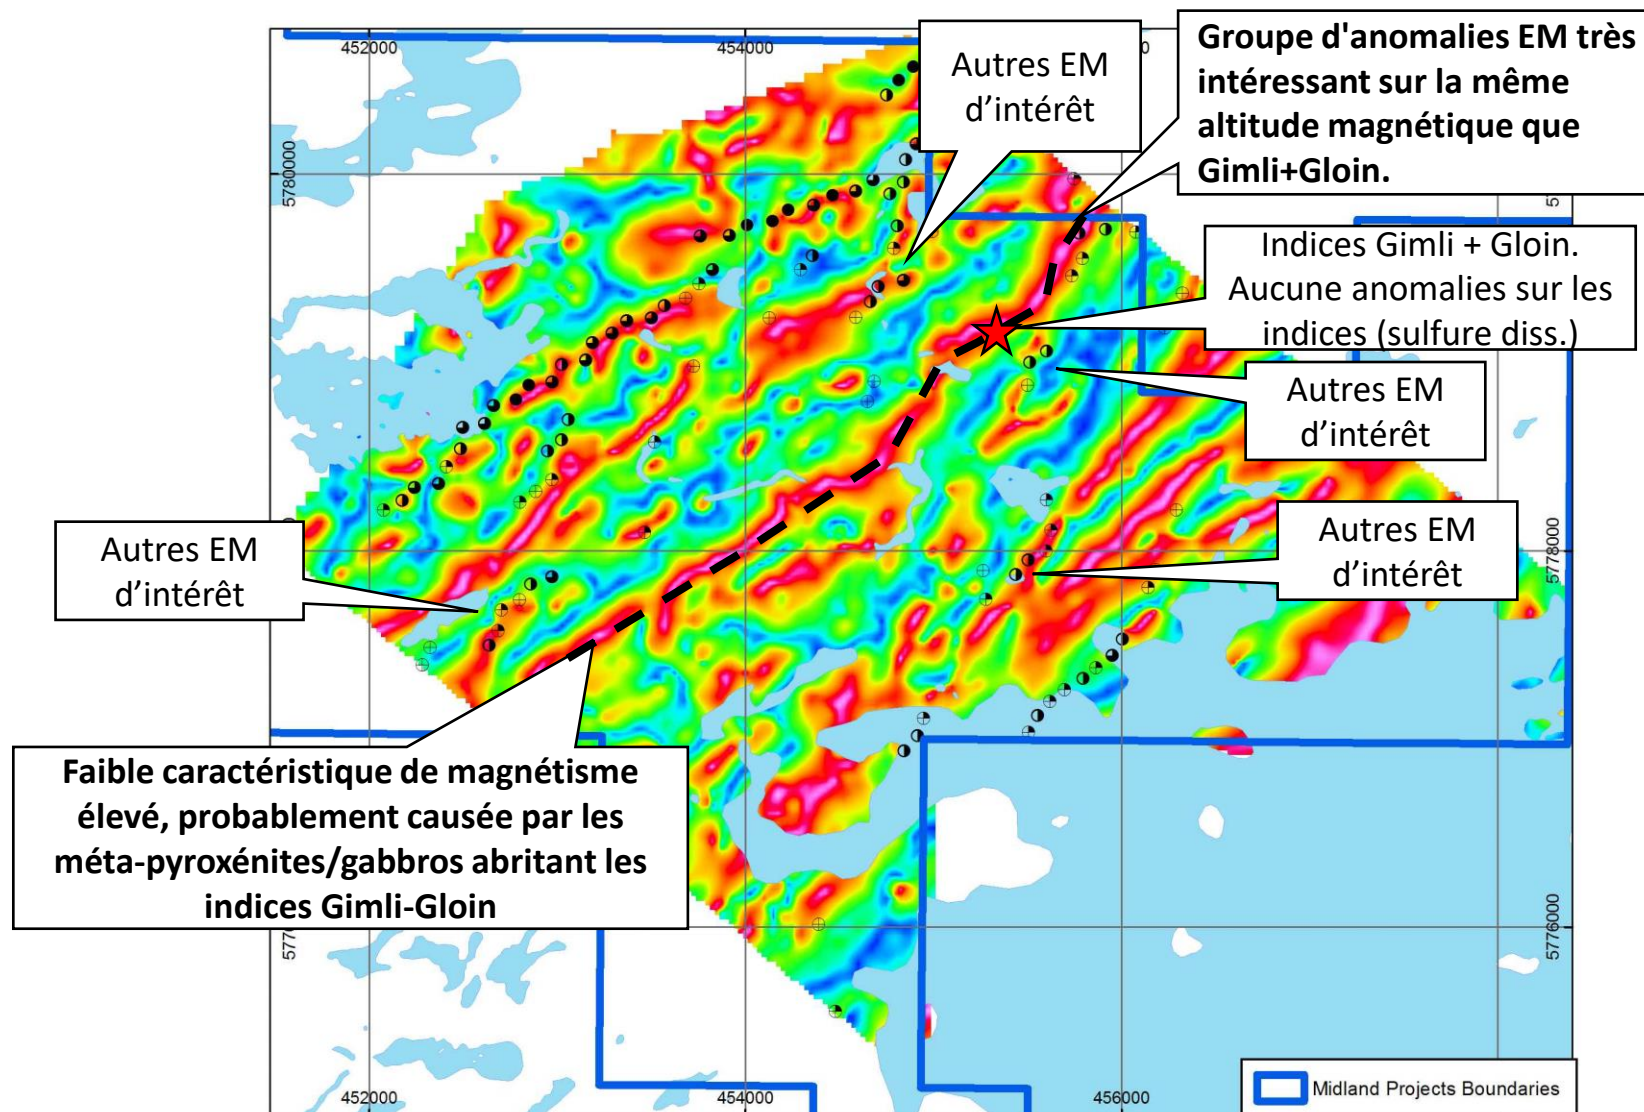 452000
454000
0
Autres EM
d’intérêt
Groupe d'anomalies EM très
intéressant sur la même
altitude magnétique que
Gimli+Gloin.
5780000
Indices Gimli + Gloin.
Aucune anomalies sur les
indices (sulfure diss.)
Autres EM
d’intérêt
Autres EM
d’intérêt
5778000
Autres EM
d’intérêt
Faible caractéristique de magnétisme
élevé, probablement causée par les
méta-pyroxénites/gabbros abritant les
indices Gimli-Gloin
5776000
452000
454000
456000
Midland Projects Boundaries